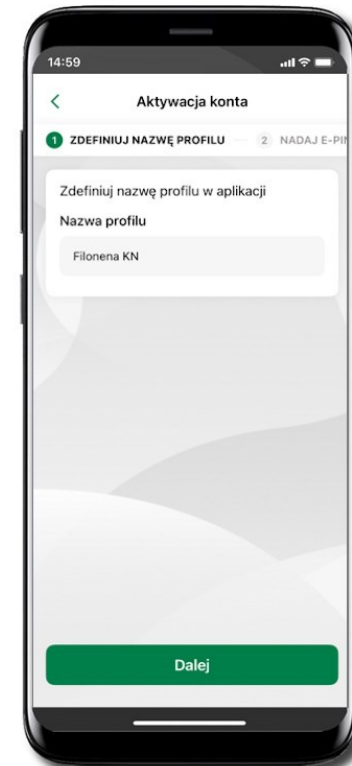 14:59
Aktywacja konta
1 ZDEFINIUJ NAZWĘ PROFILU 2 NADAJ E-PIN
Zdefiniuj nazwę profilu w aplikacji
Nazwa profilu
Filonena KN
Dalej